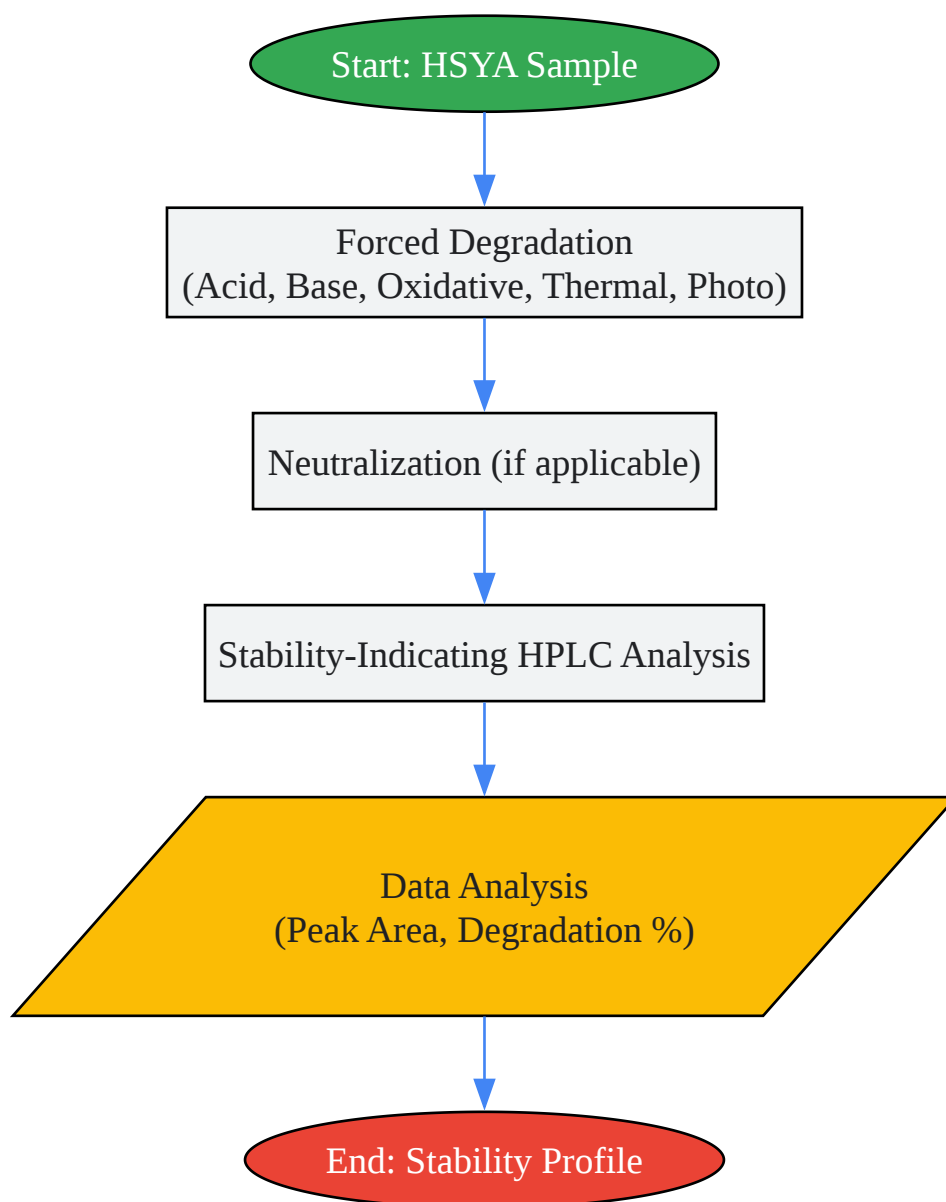 Start: HSYA Sample
Forced Degradation
(Acid, Base, Oxidative, Thermal, Photo)
Neutralization (if applicable)
Stability-Indicating HPLC Analysis
Data Analysis
(Peak Area, Degradation %)
End: Stability Profile